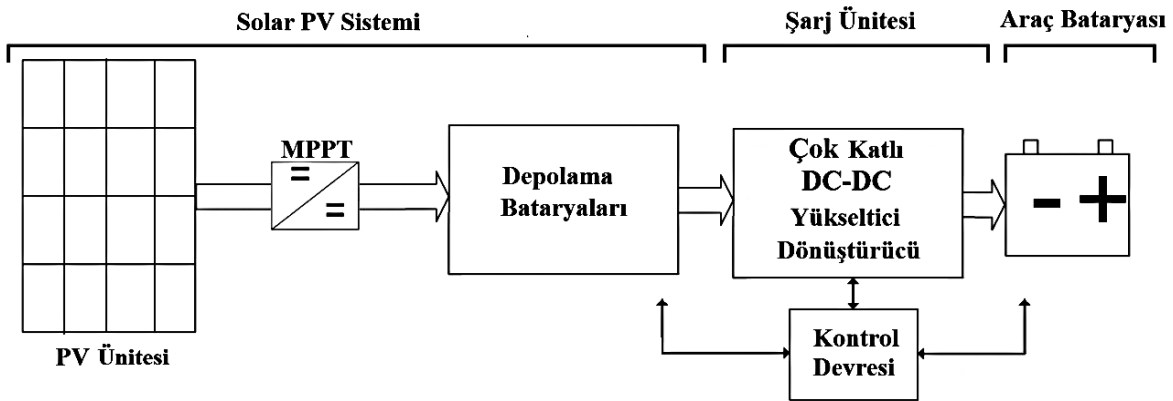 Solar PV Sistemi
Şarj Ünitesi
Araç Bataryası
MPPT
Depolama
Bataryaları
Çok Katlı
DC-DC
Yükseltici
Dönüştürücü
PV Ünitesi
Kontrol
Devresi